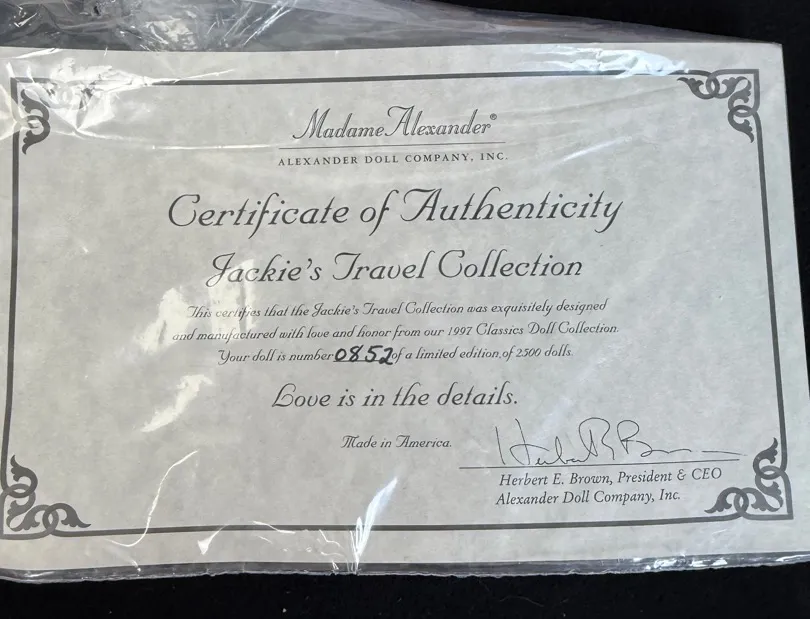 Madame Alexander®
ALEXANDER DOLL COMPANY, INC.
Certificate of Authenticity
Jackie's Travel Collection
This certifies that the Jackie's Travel Collection was exquisitely designed
and manufactured with love and honor from our 1997 Classics Doll Collection.
Your doll is number 0852 of a limited edition of 2500 dolls.
Love is in the details.
Made in America.
Herbert E. Brown, President & CEO
Alexander Doll Company, Inc.